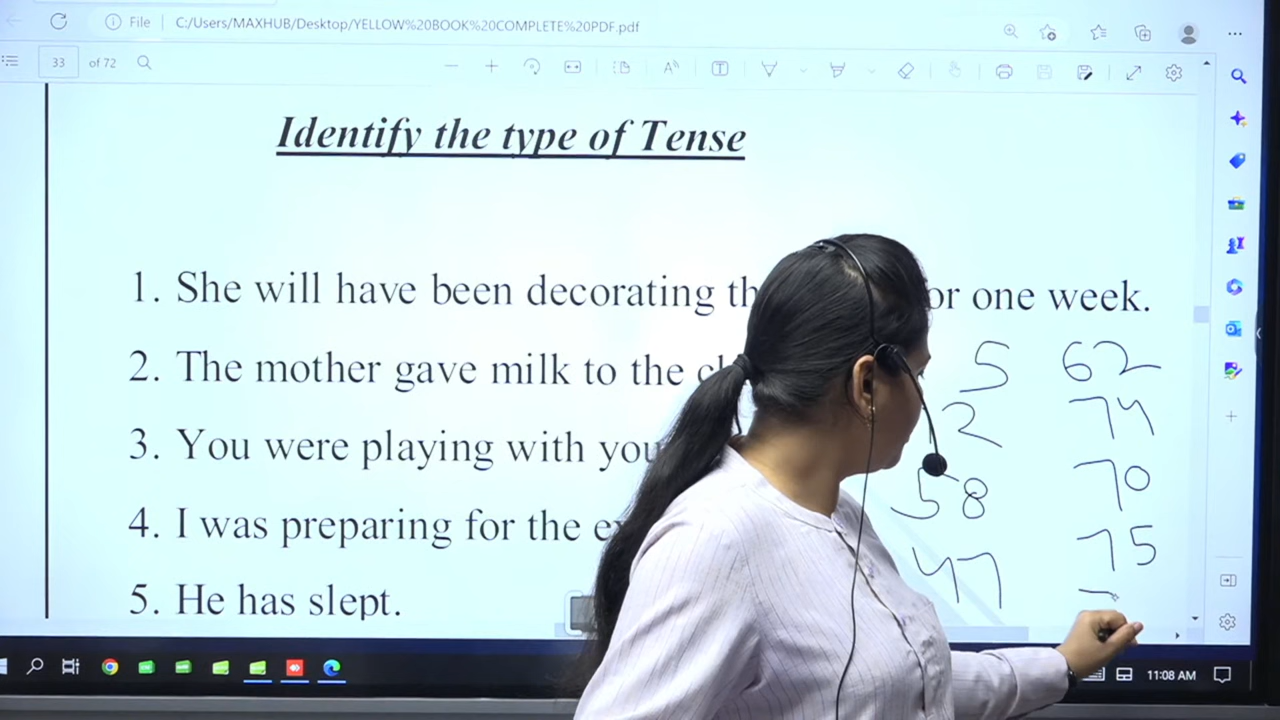 File C:/Users/MAXHUB/Desktop/YELLOW%20BOOK%20COMPLETE%20PDF.pdf
33 of 72
Identify the type of Tense
1. She will have been decorating or one week.
2. The mother gave milk to the
3. You were playing with
4. I was preparing for the
5. He has slept.
5 62
2 74
58 70
47 75
11:08 AM